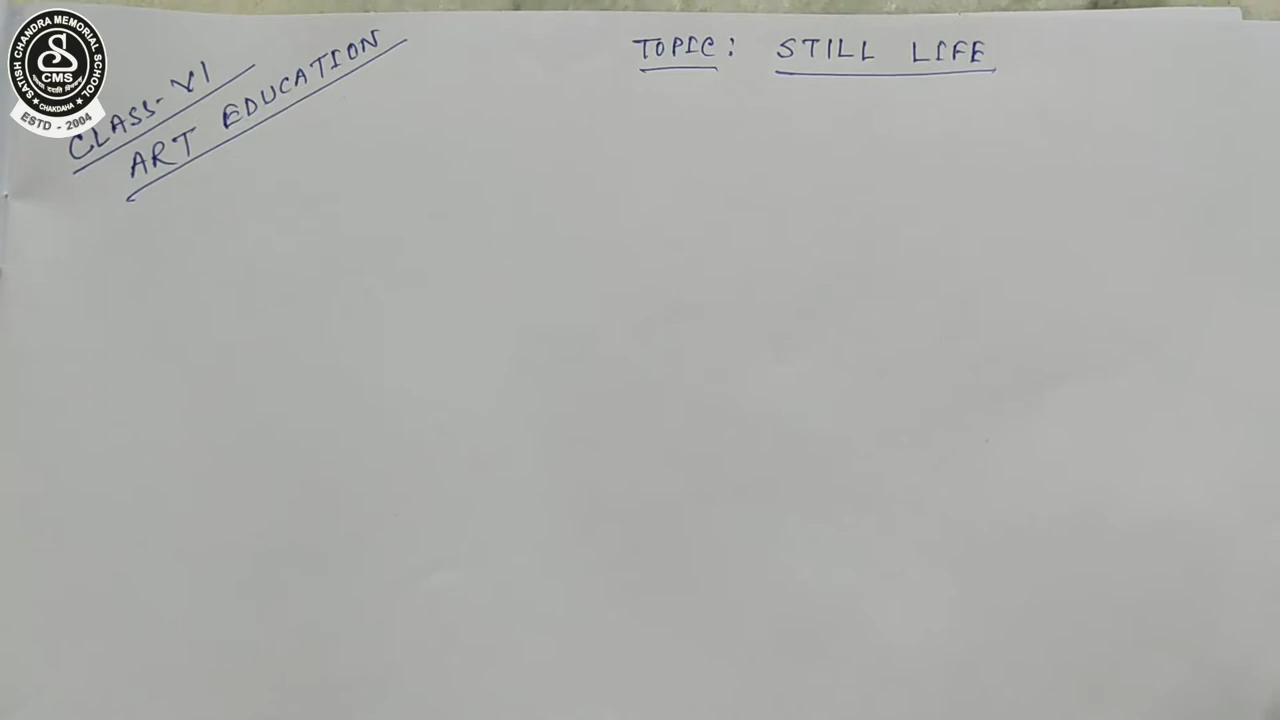 SATISH CHANDRA MEMORIAL SCHOOL
CMS
CHAKDAHA
ESTD - 2004
CLASS - VI
ART EDUCATION
TOPIC: STILL LIFE